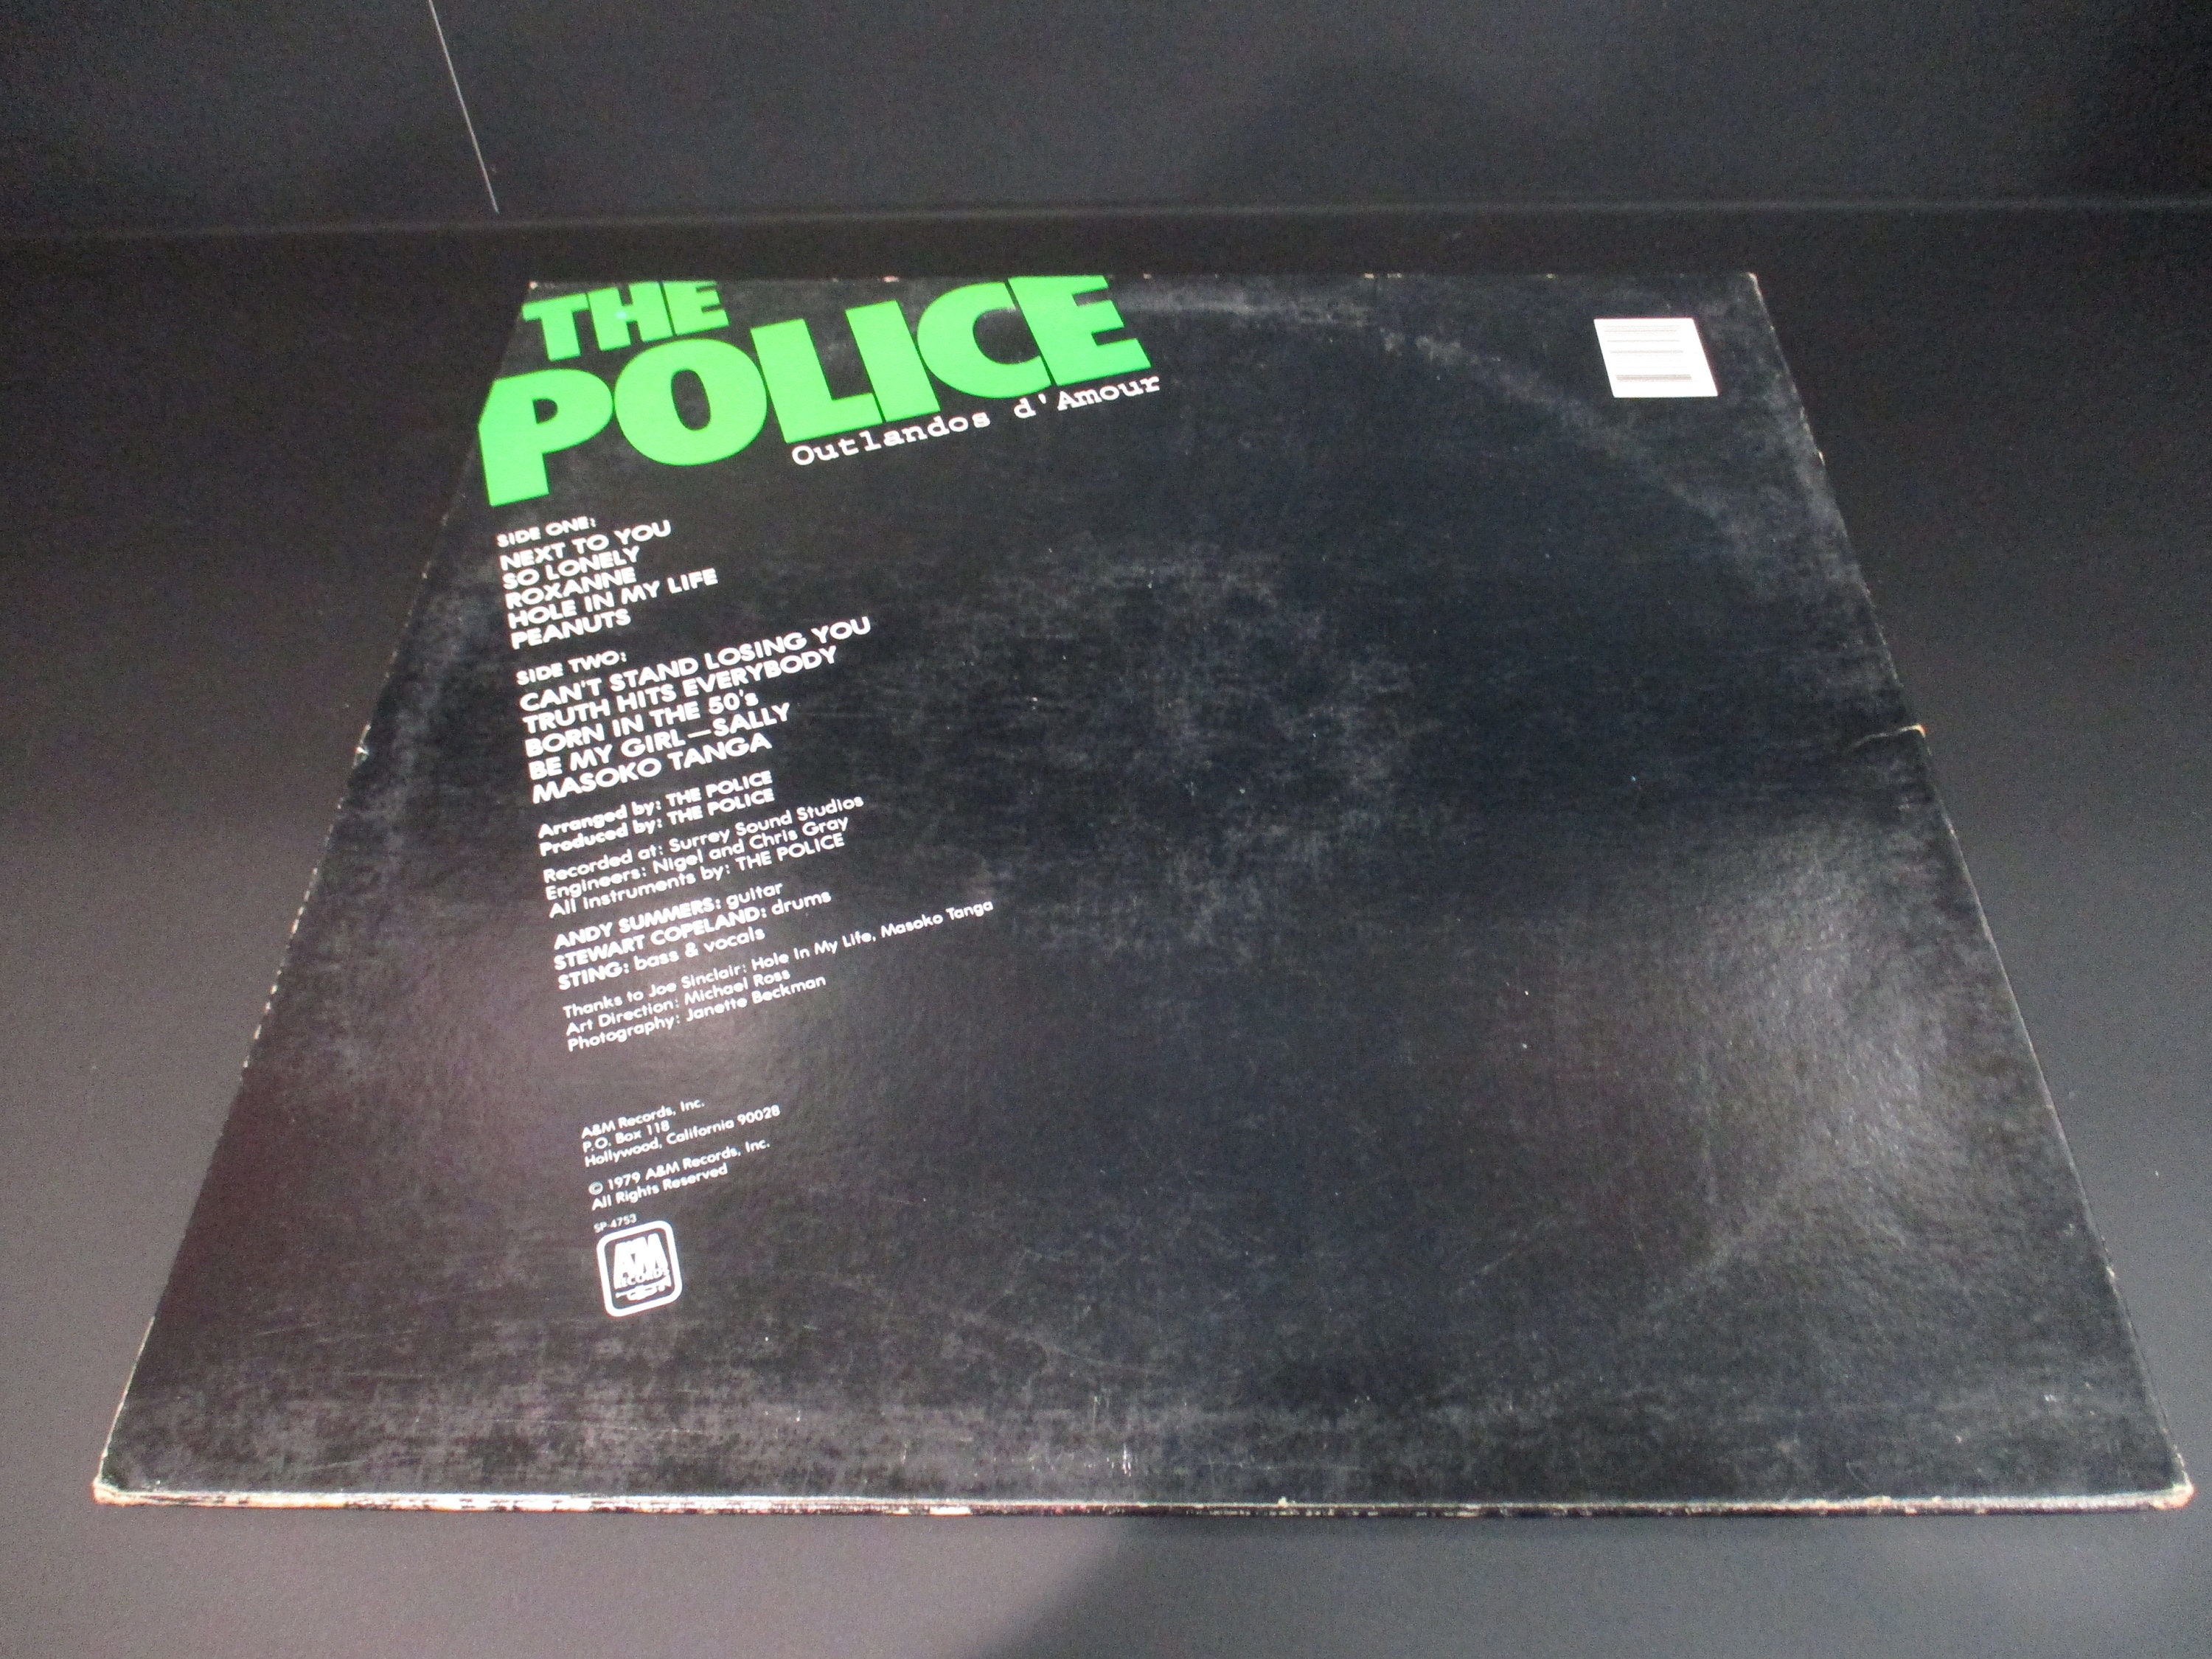 THE
POLICE
Outlandos d'Amour
SIDE ONE:
NEXT TO YOU
SO LONELY
ROXANNE
HOLE IN MY LIFE
PEANUTS
SIDE TWO:
CAN'T STAND LOSING YOU
TRUTH HITS EVERYBODY
BORN IN THE 50's
BE MY GIRL—SALLY
MASOKO TANGA
Arranged by: THE POLICE
Produced by: THE POLICE
Recorded at: Surrey Sound Studios
Engineers: Nigel and Chris Gray
All Instruments by: THE POLICE
ANDY SUMMERS: guitar
STEWART COPELAND: drums
STING: bass & vocals
Thanks to Joe Sinclair: Hole In My Life, Masoko Tanga
Art Direction: Michael Ross
Photography: Janette Beckman
A&M Records, Inc.
P.O. Box 118
Hollywood, California 90028
© 1979 A&M Records, Inc.
All Rights Reserved
SP-4753
A&M
RECORDS